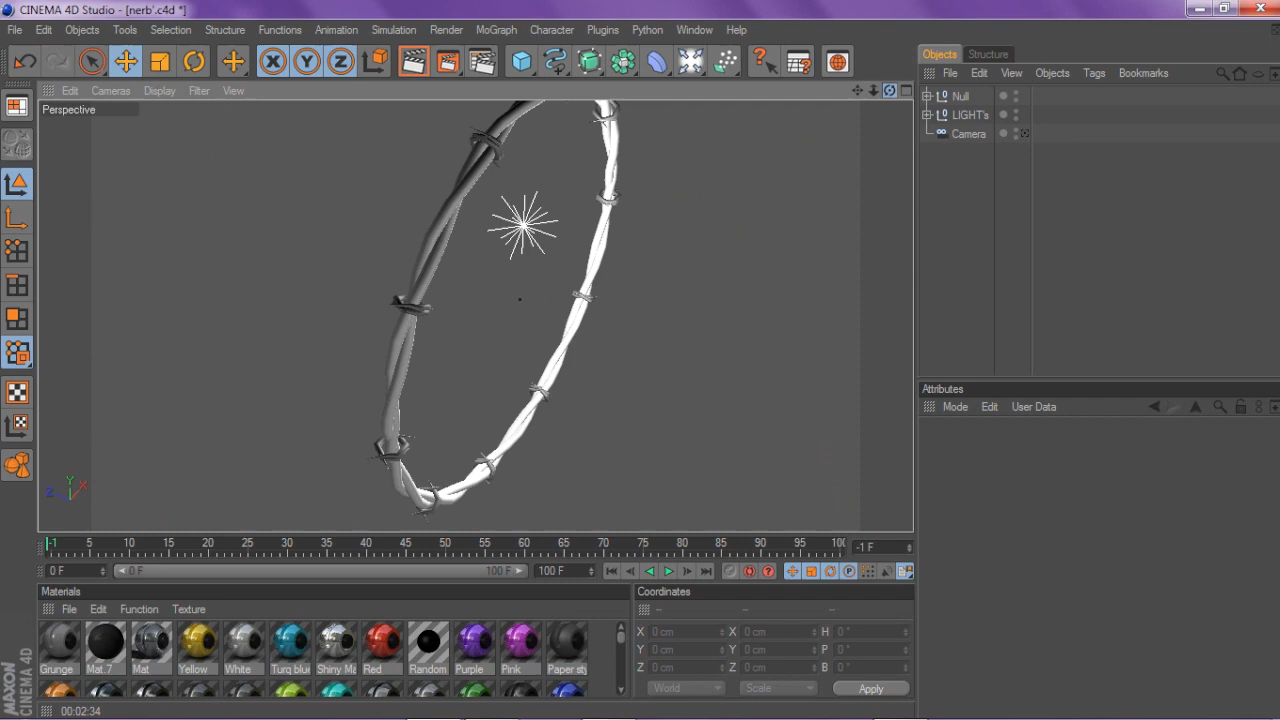 CINEMA 4D Studio - [nerb'.c4d *]
File Edit Objects Tools Selection Structure Functions Animation Simulation Render MoGraph Character Plugins Python Window Help
X Y Z
Objects Structure
Edit Cameras Display Filter View
File Edit View Objects Tags Bookmarks
Perspective
Null
LIGHT's
Camera
Attributes
Mode Edit User Data
Y
Z X
-1 5 10 15 20 25 30 35 40 45 50 55 60 65 70 75 80 85 90 95 100
-1 F
0 F 0 F 100 F 100 F
Materials
Coordinates
File Edit Function Texture
-- -- --
X 0 cm X 0 cm H 0 °
Y 0 cm Y 0 cm P 0 °
Z 0 cm Z 0 cm B 0 °
World Scale Apply
Grunge Mat.7 Mat Yellow White Turq blue Shiny Ma Red Random Purple Pink Paper sty
MAXON
CINEMA 4D
00:02:34